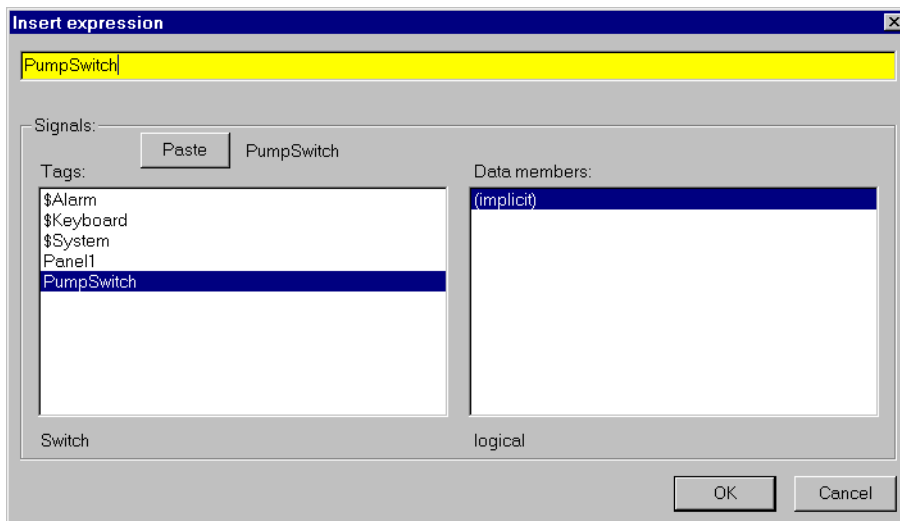 Insert expression
PumpSwitch
Signals:
Paste PumpSwitch
Tags: Data members:
$Alarm (implicit)
$Keyboard
$System
Panel1
PumpSwitch
Switch logical
OK Cancel